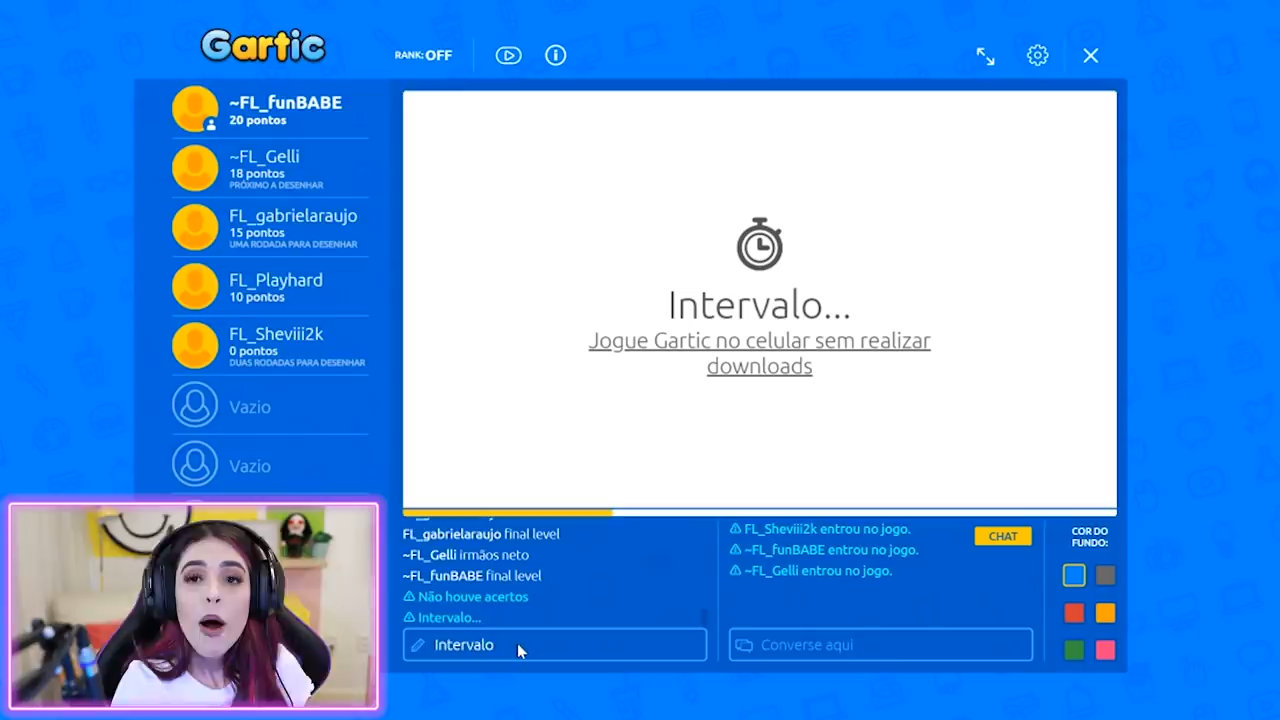 Gartic
RANK: OFF
~FL_funBABE
20 pontos
~FL_Gelli
18 pontos
PRÓXIMO A DESENHAR
FL_gabrielaraujo
15 pontos
UMA RODADA PARA DESENHAR
FL_Playhard
10 pontos
FL_Sheviii2k
0 pontos
DUAS RODADAS PARA DESENHAR
Vazio
Vazio
Intervalo...
Jogue Gartic no celular sem realizar
downloads
FL_gabrielaraujo final level
~FL_Gelli irmãos neto
~FL_funBABE final level
Não houve acertos
Intervalo...
Intervalo
FL_Sheviii2k entrou no jogo.
~FL_funBABE entrou no jogo.
~FL_Gelli entrou no jogo.
CHAT
Converse aqui
COR DO
FUNDO: